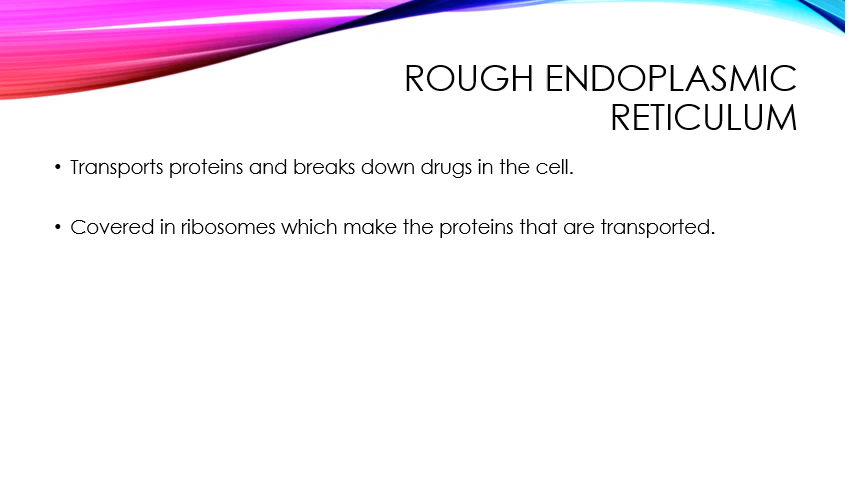 ROUGH ENDOPLASMIC
RETICULUM
• Transports proteins and breaks down drugs in the cell.
• Covered in ribosomes which make the proteins that are transported.